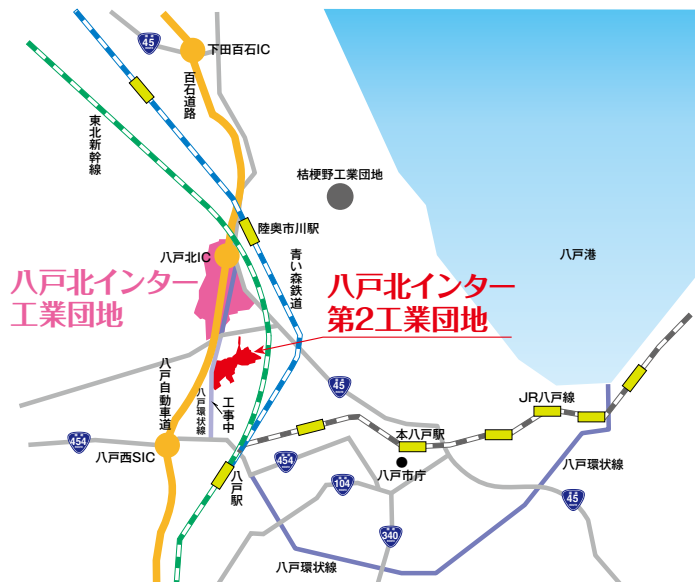 45
下田百石IC
百石道路
東北新幹線
桔梗野工業団地
陸奥市川駅
八戸北IC
青い森鉄道
八戸港
八戸北インター
工業団地
八戸北インター
第2工業団地
八戸自動車道
八戸環状線
工事中
45
JR八戸線
454
八戸西SIC
本八戸駅
八戸駅
454
八戸市庁
八戸環状線
104
45
340
八戸環状線